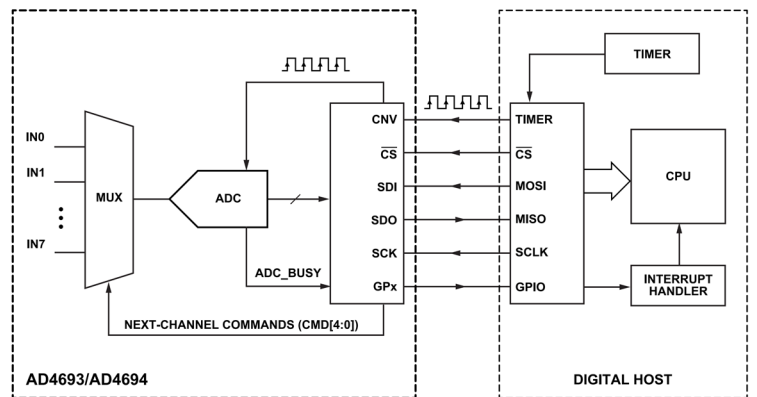 TIMER
CNV
TIMER
IN0
CS
CS
IN1
MUX
ADC
SDI
MOSI
CPU
SDO
MISO
IN7
SCK
SCLK
ADC_BUSY
GPx
GPIO
INTERRUPT
HANDLER
NEXT-CHANNEL COMMANDS (CMD[4:0])
AD4693/AD4694
DIGITAL HOST